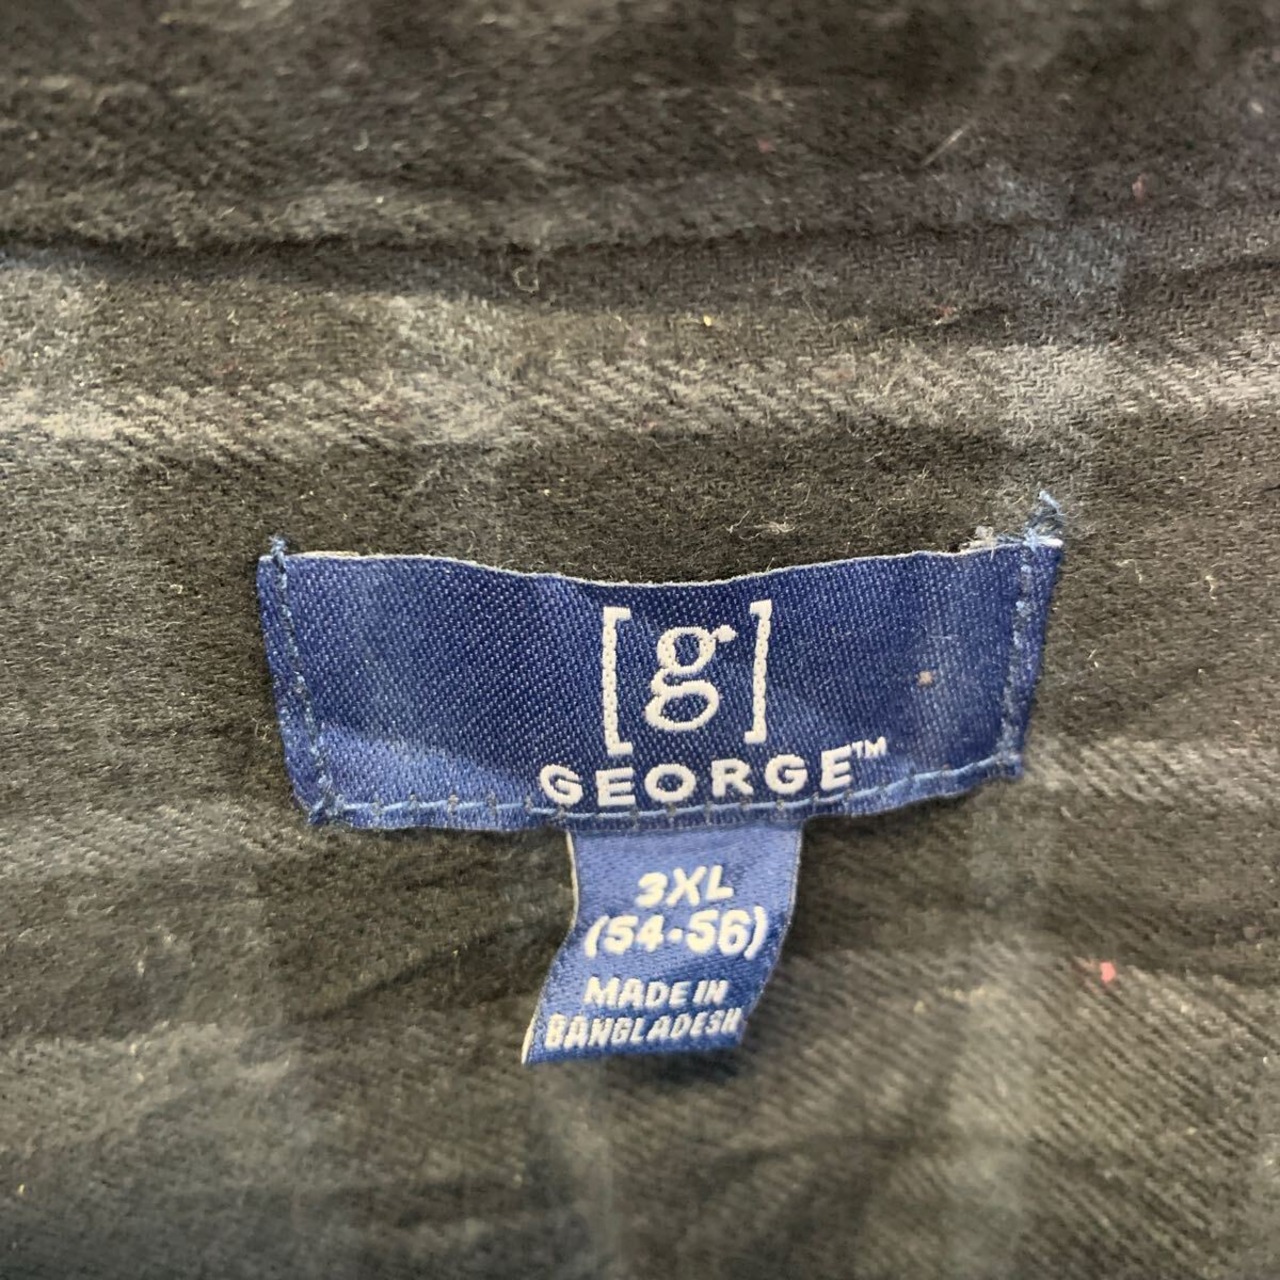 [g]
GEORGE™
3XL
(54-56)
MADE IN
BANGLADESH